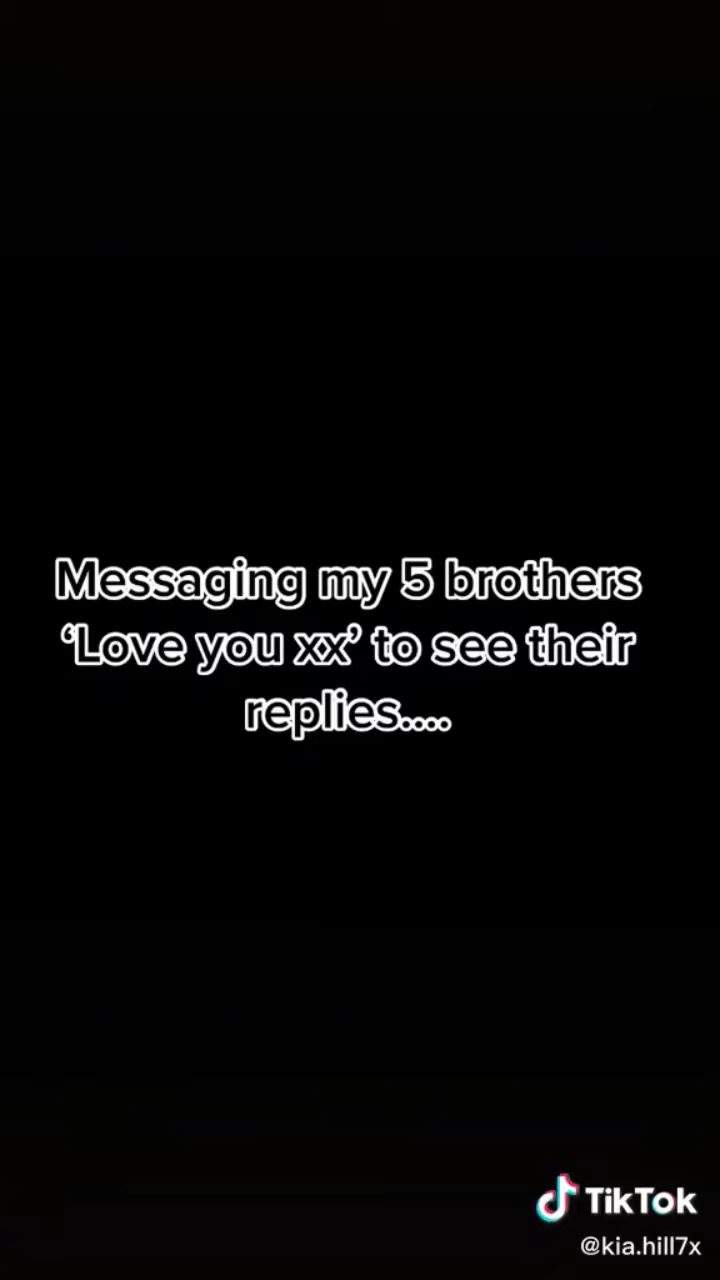 Messaging my 5 brothers
‘Love you xx’ to see their
replies....
TikTok
@kia.hill7x